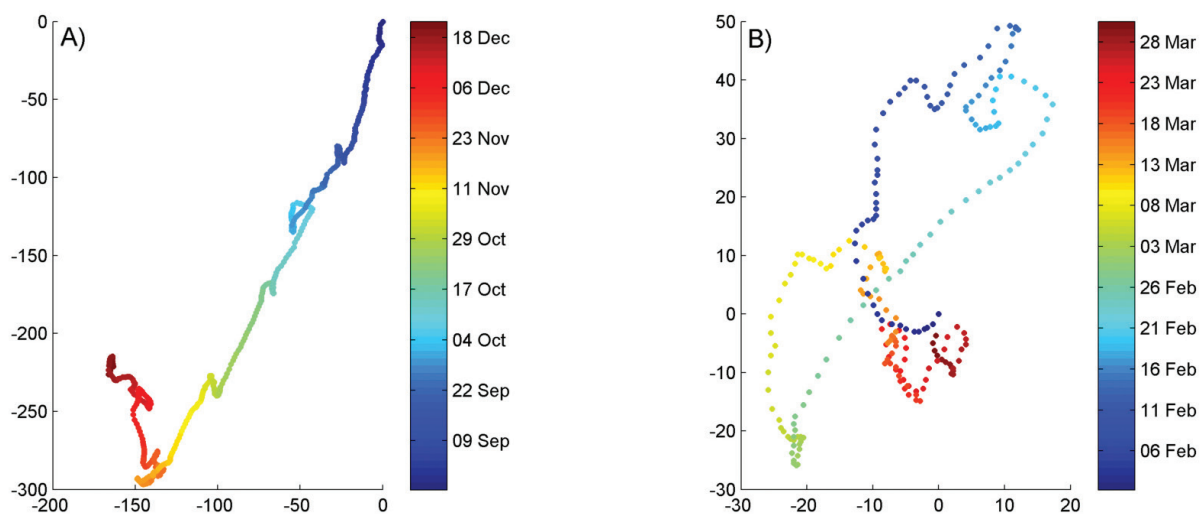 A)
0
-50
-100
-150
-200
-250
-300
-200 -150 -100 -50 0
18 Dec
06 Dec
23 Nov
11 Nov
29 Oct
17 Oct
04 Oct
22 Sep
09 Sep
B)
50
40
30
20
10
0
-10
-20
-30
-30 -20 -10 0 10 20
28 Mar
23 Mar
18 Mar
13 Mar
08 Mar
03 Mar
26 Feb
21 Feb
16 Feb
11 Feb
06 Feb